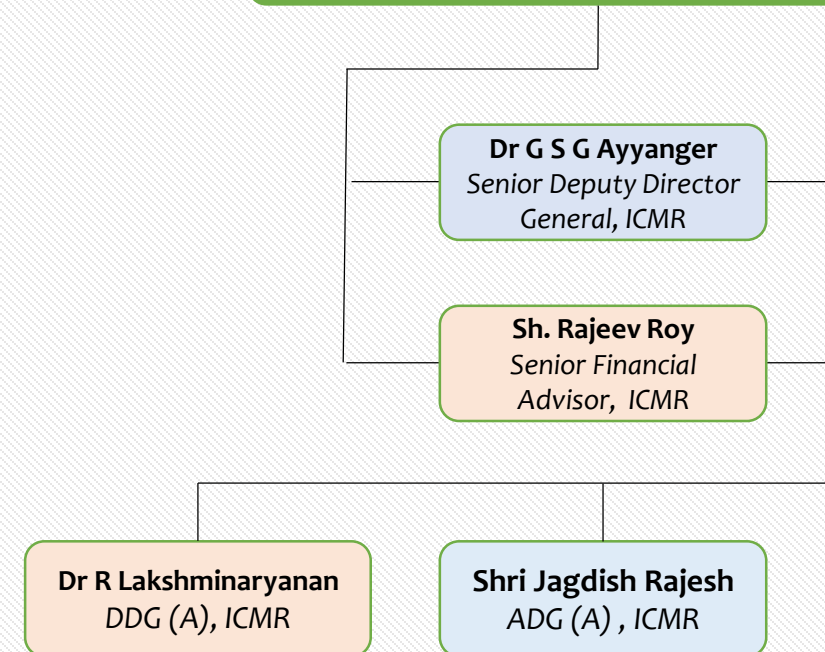 Dr G S G Ayyanger
Senior Deputy Director
General, ICMR
Sh. Rajeev Roy
Senior Financial
Advisor, ICMR
Dr R Lakshminaryanan
DDG (A), ICMR
Shri Jagdish Rajesh
ADG (A) , ICMR